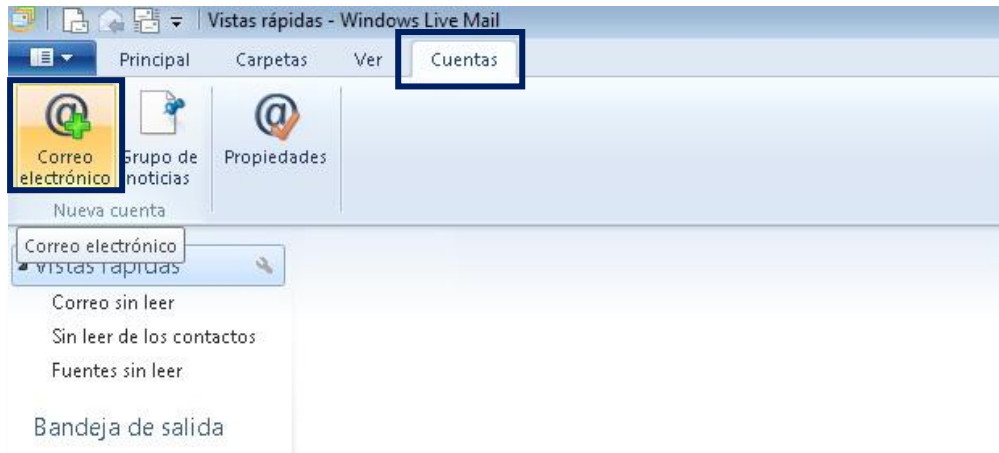 Vistas rápidas - Windows Live Mail
Principal Carpetas Ver Cuentas
Correo electrónico
Grupo de noticias
Propiedades
Nueva cuenta
Correo electrónico
Vistas rápidas
Correo sin leer
Sin leer de los contactos
Fuentes sin leer
Bandeja de salida